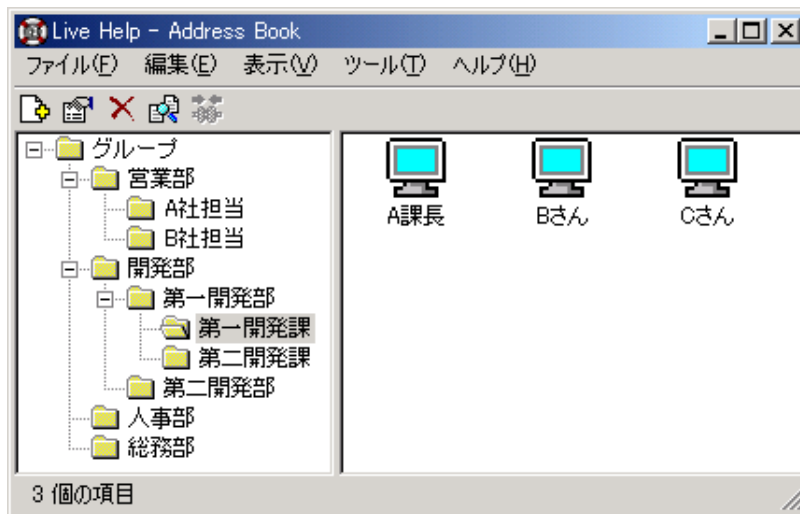 Live Help - Address Book
ファイル(F) 編集(E) 表示(V) ツール(T) ヘルプ(H)
グループ
営業部
A社担当
B社担当
開発部
第一開発部
第一開発課
第二開発課
第二開発部
人事部
総務部
A課長 Bさん Cさん
3 個の項目